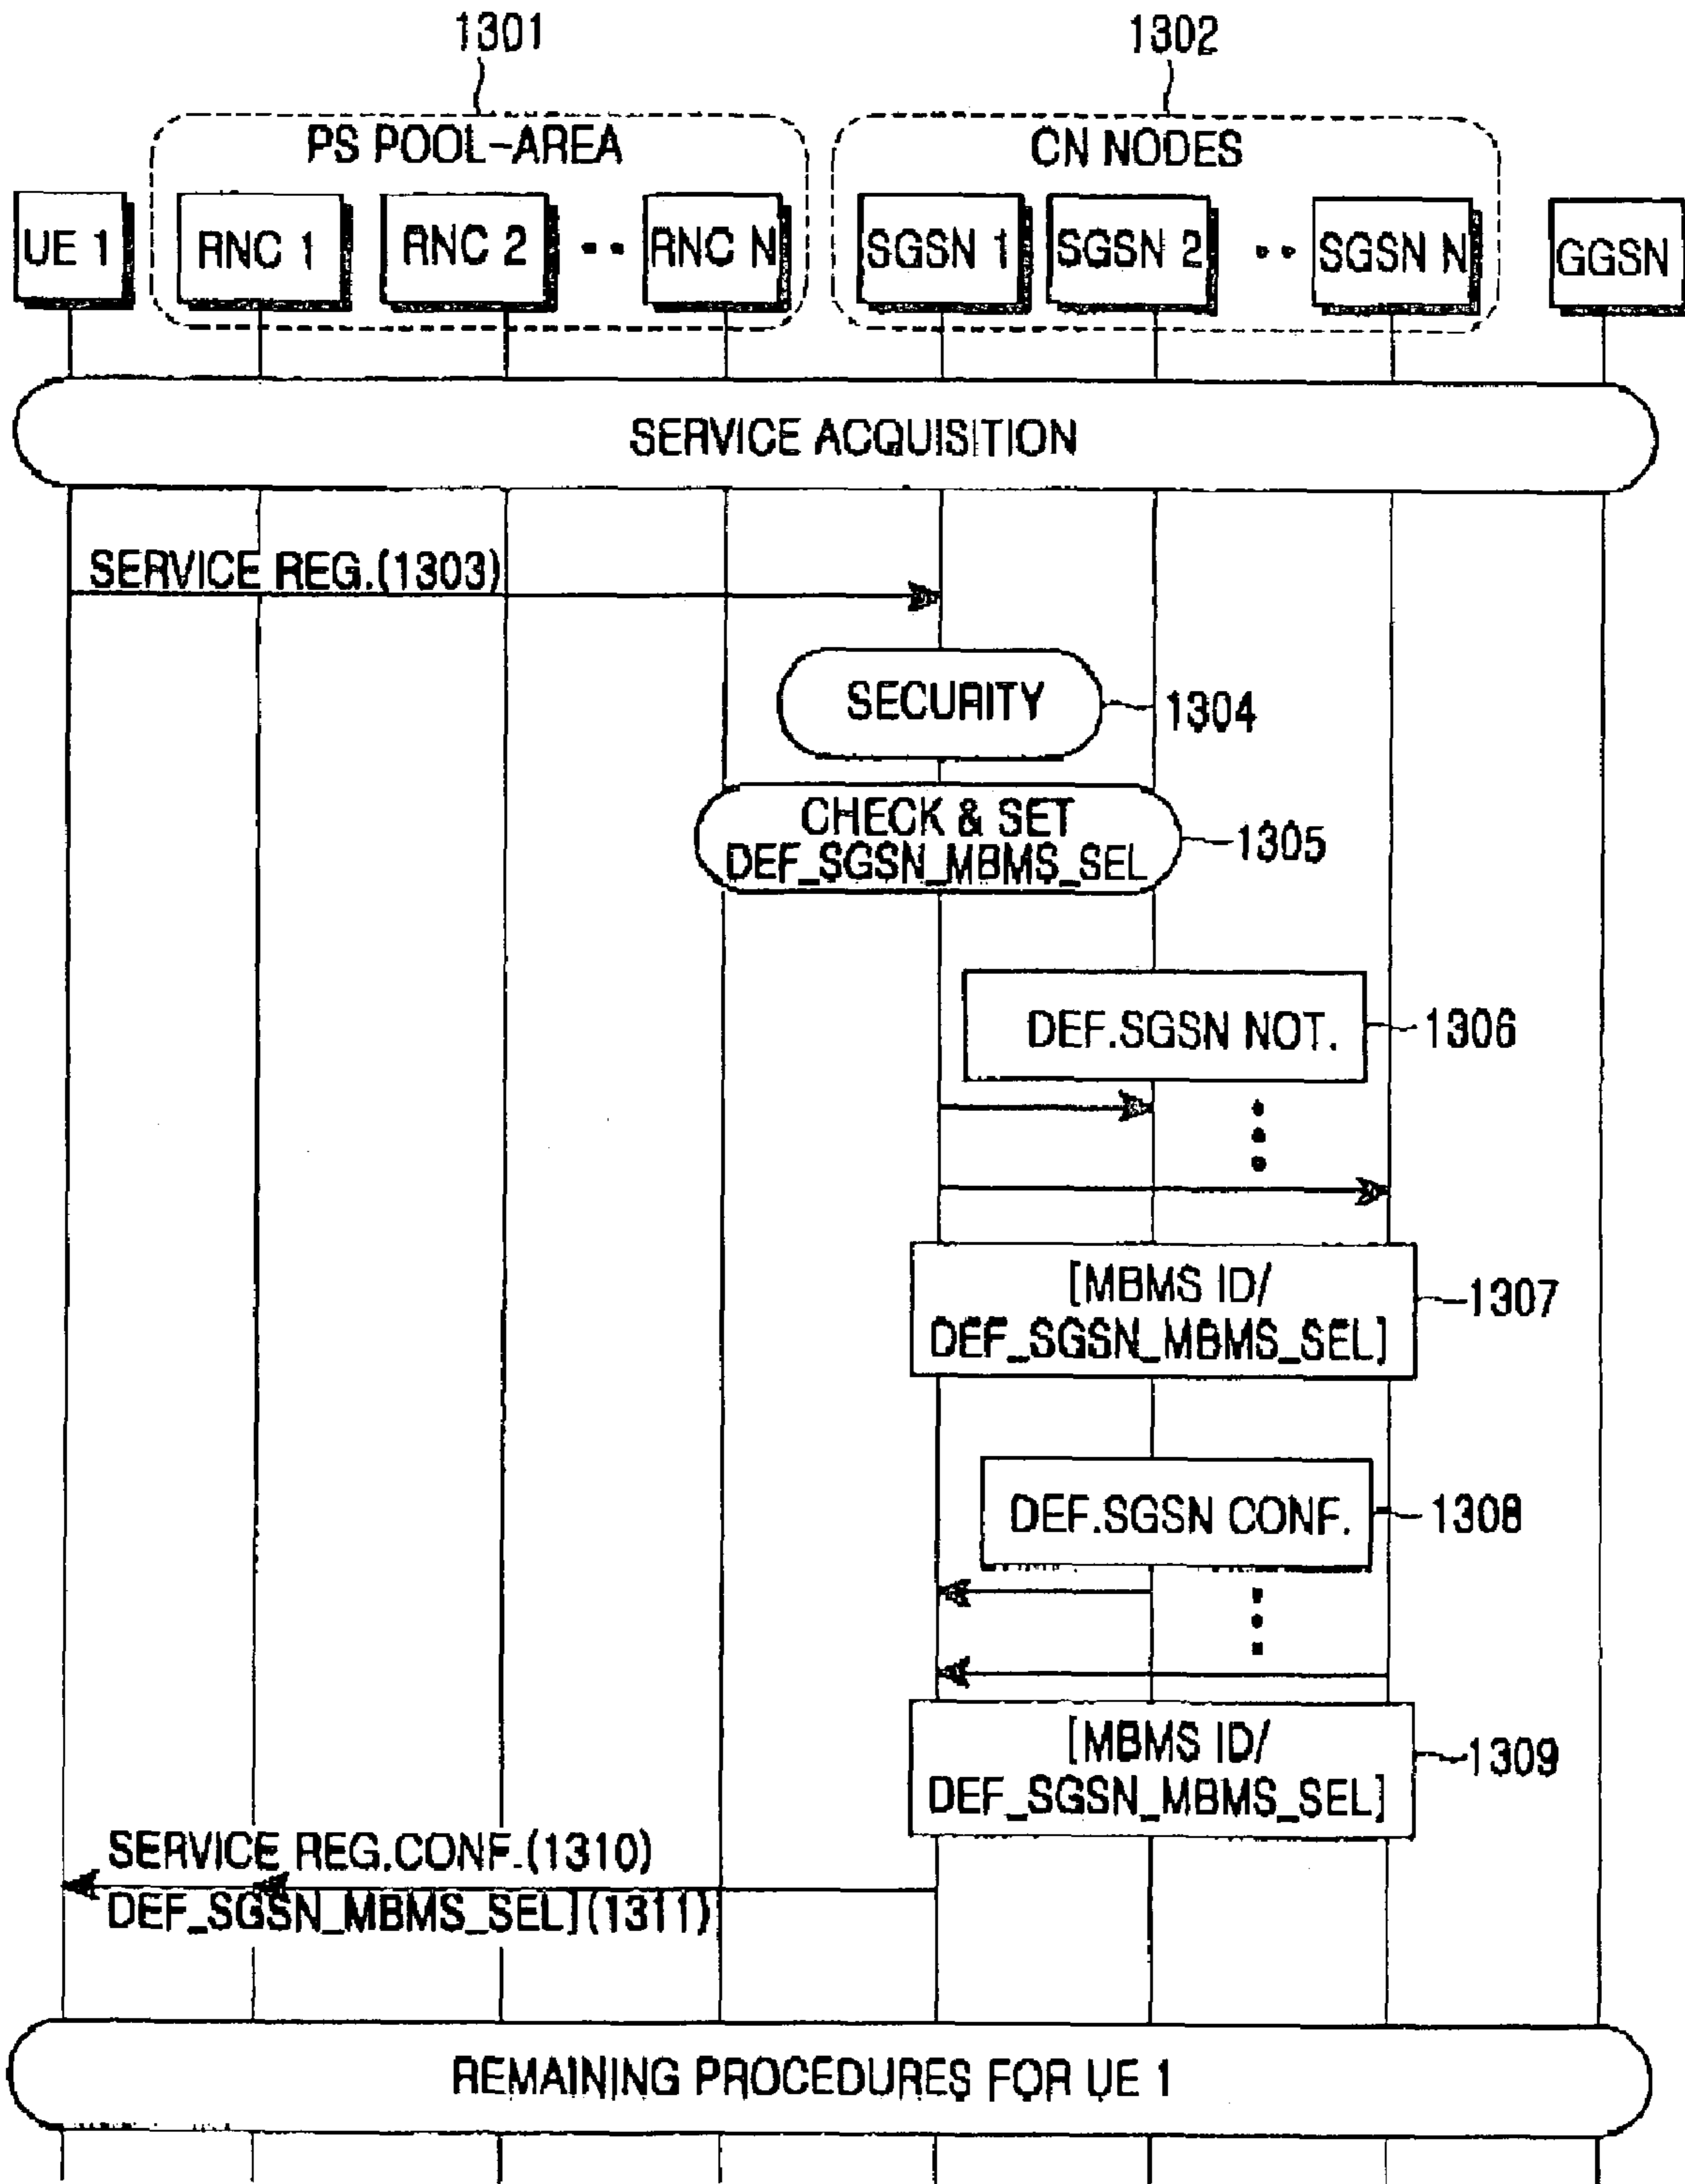 1301
1302
PS POOL-AREA
CN NODES
UE 1
RNC 1
RNC 2
RNC N
SGSN 1
SGSN 2
SGSN N
GGSN
SERVICE ACQUISITION
SERVICE REG.(1303)
SECURITY
1304
CHECK & SET
DEF_SGSN_MBMS_SEL
1305
DEF.SGSN NOT.
1306
[MBMS ID/
DEF_SGSN_MBMS_SEL]
1307
DEF.SGSN CONF.
1308
[MBMS ID/
DEF_SGSN_MBMS_SEL]
1309
SERVICE REG.CONF.(1310)
DEF_SGSN_MBMS_SEL](1311)
REMAINING PROCEDURES FOR UE 1